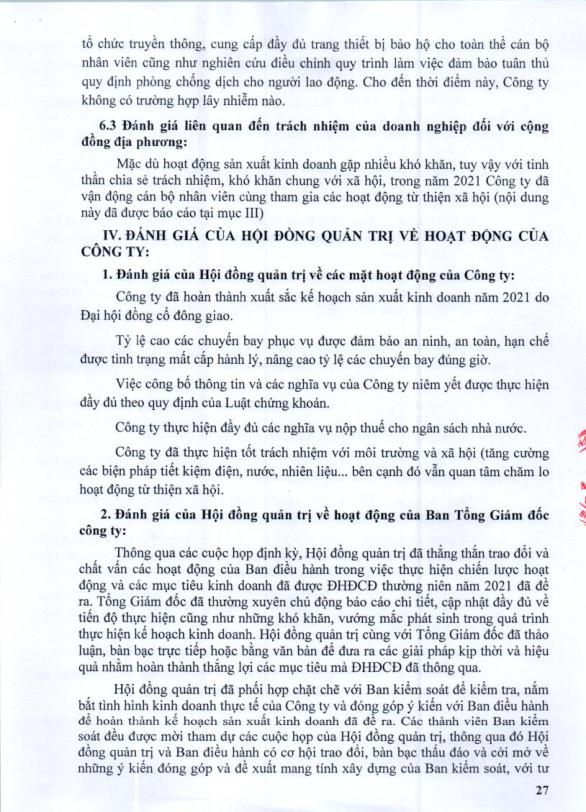 tổ chức truyền thông, cung cấp đầy đủ trang thiết bị bảo hộ cho toàn thể cán bộ
nhân viên cũng như nghiên cứu điều chỉnh quy trình làm việc đảm bảo tuân thủ
quy định phòng chống dịch cho người lao động. Cho đến thời điểm này, Công ty
không có trường hợp lây nhiễm nào.
6.3 Đánh giá liên quan đến trách nhiệm của doanh nghiệp đối với cộng
đồng địa phương:
Mặc dù hoạt động sản xuất kinh doanh gặp nhiều khó khăn, tuy vậy với tinh
thần chia sẻ trách nhiệm, khó khăn chung với xã hội, trong năm 2021 Công ty đã
vận động cán bộ nhân viên cùng tham gia các hoạt động từ thiện xã hội (nội dung
này đã được báo cáo tại mục III)
IV. ĐÁNH GIÁ CỦA HỘI ĐỒNG QUẢN TRỊ VỀ HOẠT ĐỘNG CỦA
CÔNG TY:
1. Đánh giá của Hội đồng quản trị về các mặt hoạt động của Công ty:
Công ty đã hoàn thành xuất sắc kế hoạch sản xuất kinh doanh năm 2021 do
Đại hội đồng cổ đông giao.
Tỷ lệ cao các chuyến bay phục vụ được đảm bảo an ninh, an toàn, hạn chế
được tình trạng mất cắp hành lý, nâng cao tỷ lệ các chuyến bay đúng giờ.
Việc công bố thông tin và các nghĩa vụ của Công ty niêm yết được thực hiện
đầy đủ theo quy định của Luật chứng khoán.
Công ty thực hiện đầy đủ các nghĩa vụ nộp thuế cho ngân sách nhà nước.
Công ty đã thực hiện tốt trách nhiệm với môi trường và xã hội (tăng cường
các biện pháp tiết kiệm điện, nước, nhiên liệu... bên cạnh đó vẫn quan tâm chăm lo
hoạt động từ thiện xã hội.
2. Đánh giá của Hội đồng quản trị về hoạt động của Ban Tổng Giám đốc
công ty:
Thông qua các cuộc họp định kỳ, Hội đồng quản trị đã thẳng thắn trao đổi và
chất vấn các hoạt động của Ban điều hành trong việc thực hiện chiến lược hoạt
động và các mục tiêu kinh doanh đã được ĐHĐCĐ thường niên năm 2021 đã đề
ra. Tổng Giám đốc đã thường xuyên chủ động báo cáo chi tiết, cập nhật đầy đủ về
tiến độ thực hiện cũng như những khó khăn, vướng mắc phát sinh trong quá trình
thực hiện kế hoạch kinh doanh. Hội đồng quản trị cùng với Tổng Giám đốc đã thảo
luận, bàn bạc trực tiếp hoặc bằng văn bản để đưa ra các giải pháp kịp thời và hiệu
quả nhằm hoàn thành thắng lợi các mục tiêu mà ĐHĐCĐ đã thông qua.
Hội đồng quản trị đã phối hợp chặt chẽ với Ban kiểm soát để kiểm tra, nắm
bắt tình hình kinh doanh thực tế của Công ty và đóng góp ý kiến với Ban điều hành
để hoàn thành kế hoạch sản xuất kinh doanh đã đề ra. Các thành viên Ban kiểm
soát đều được mời tham dự các cuộc họp của Hội đồng quản trị, thông qua đó Hội
đồng quản trị và Ban điều hành có cơ hội trao đổi, bàn bạc thấu đáo và cởi mở về
những ý kiến đóng góp và đề xuất mang tính xây dựng của Ban kiểm soát, với tư
27